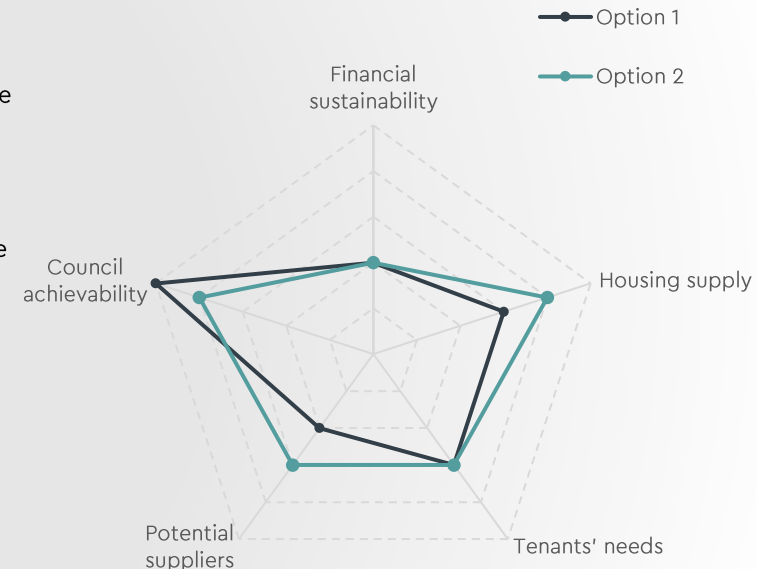 Option 1
Option 2
Financial
sustainability
e
e
Council
achievability
Housing supply
Potential
suppliers
Tenants' needs